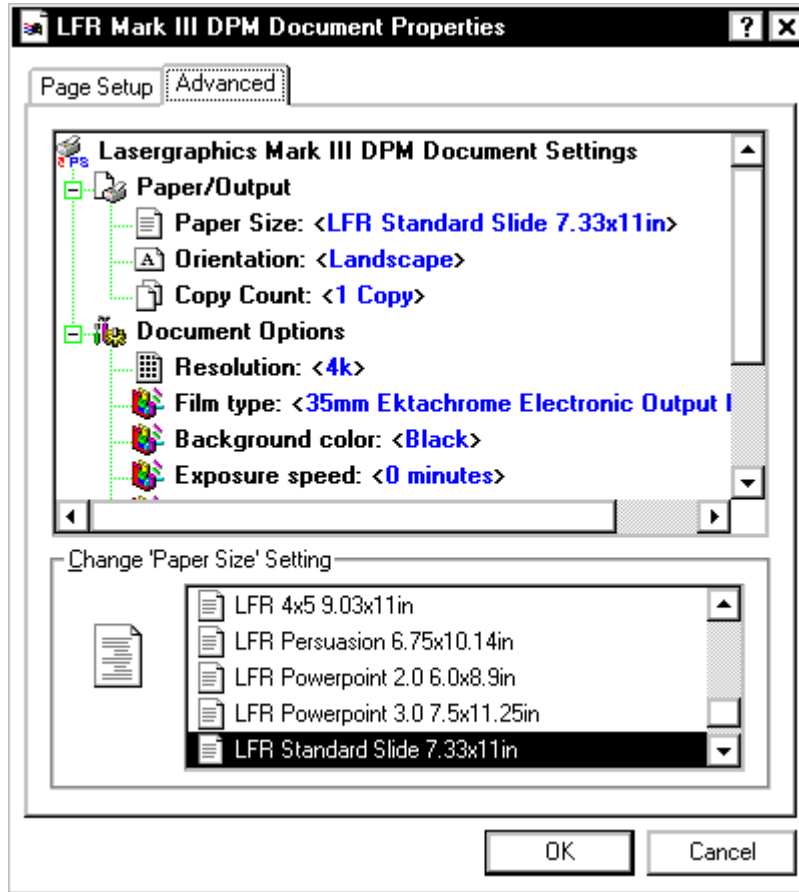 LFR Mark III DPM Document Properties
Page Setup Advanced
PS Lasergraphics Mark III DPM Document Settings
Paper/Output
Paper Size: <LFR Standard Slide 7.33x11in>
Orientation: <Landscape>
Copy Count: <1 Copy>
Document Options
Resolution: <4k>
Film type: <35mm Ektachrome Electronic Output
Background color: <Black>
Exposure speed: <0 minutes>
Change 'Paper Size' Setting
LFR 4x5 9.03x11in
LFR Persuasion 6.75x10.14in
LFR Powerpoint 2.0 6.0x8.9in
LFR Powerpoint 3.0 7.5x11.25in
LFR Standard Slide 7.33x11in
OK Cancel